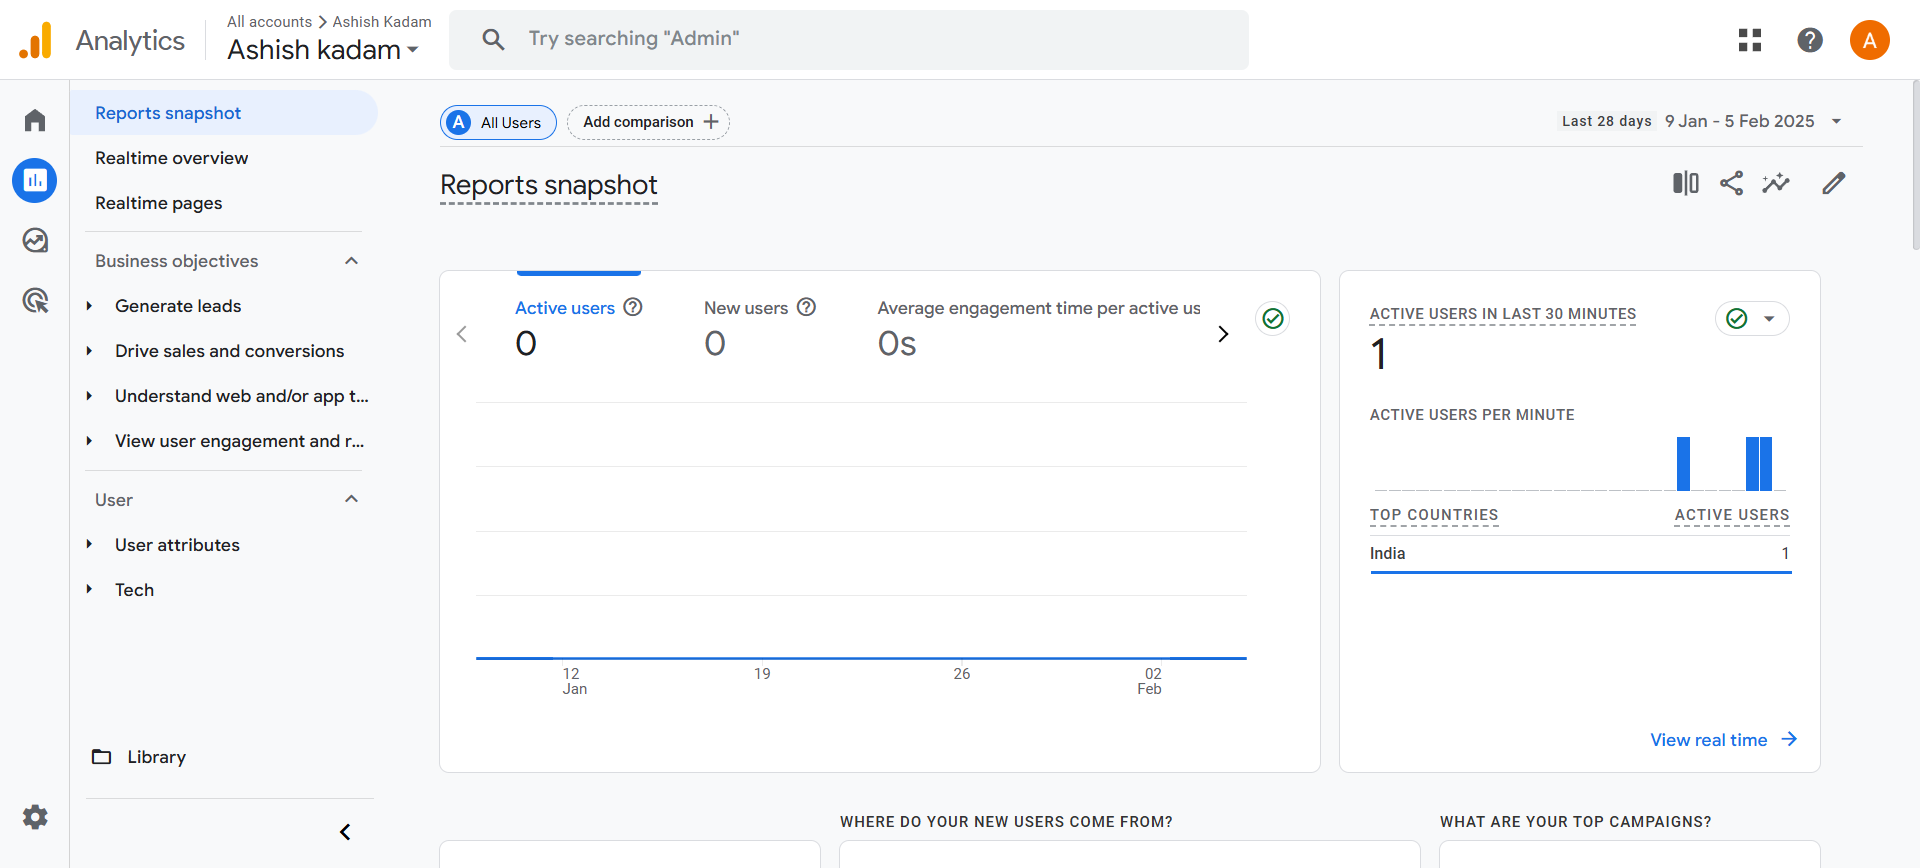 Analytics
All accounts > Ashish Kadam
Ashish kadam
Try searching "Admin"
A
Reports snapshot
Realtime overview
Realtime pages
Business objectives
Generate leads
Drive sales and conversions
Understand web and/or app t...
View user engagement and r...
User
User attributes
Tech
Library
A All Users
Add comparison +
Last 28 days 9 Jan - 5 Feb 2025
Reports snapshot
Active users
0
New users
0
Average engagement time per active us
0s
12 Jan
19
26
02 Feb
ACTIVE USERS IN LAST 30 MINUTES
1
ACTIVE USERS PER MINUTE
TOP COUNTRIES ACTIVE USERS
India 1
View real time
WHERE DO YOUR NEW USERS COME FROM?
WHAT ARE YOUR TOP CAMPAIGNS?